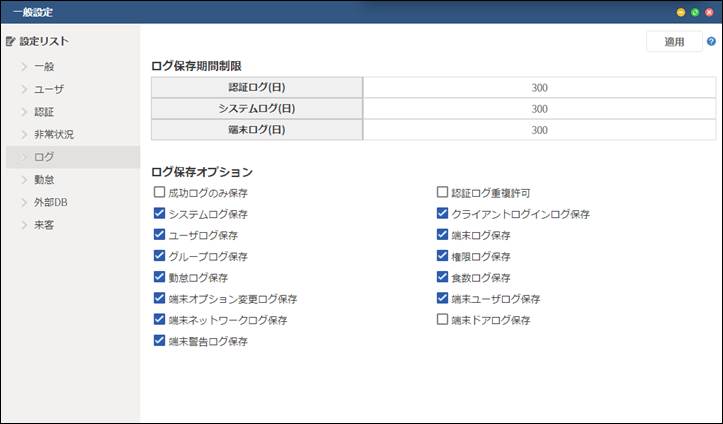 一般設定
設定リスト
一般
ユーザ
認証
非常状況
ログ
勤怠
外部DB
来客
適用
ログ保存期間制限
認証ログ(日) 300
システムログ(日) 300
端末ログ(日) 300
ログ保存オプション
成功ログのみ保存 認証ログ重複許可
システムログ保存 クライアントログインログ保存
ユーザログ保存 端末ログ保存
グループログ保存 権限ログ保存
勤怠ログ保存 食数ログ保存
端末オプション変更ログ保存 端末ユーザログ保存
端末ネットワークログ保存 端末ドアログ保存
端末警告ログ保存